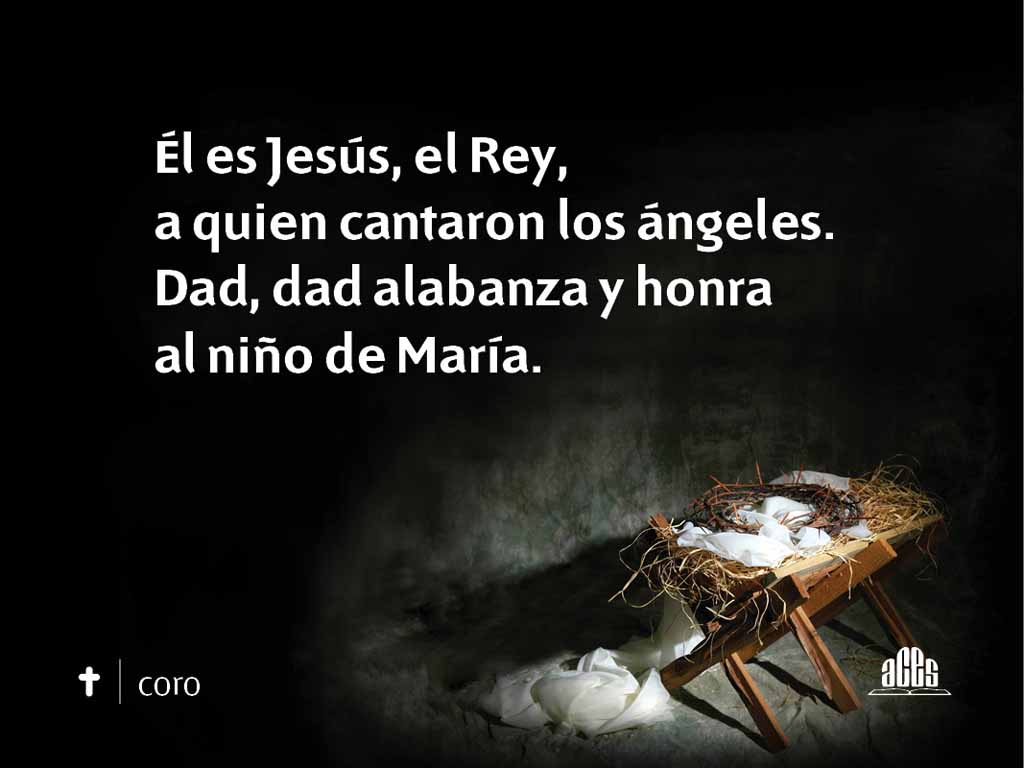 Él es Jesús, el Rey,
a quien cantaron los ángeles.
Dad, dad alabanza y honra
al niño de María.
coro
aces